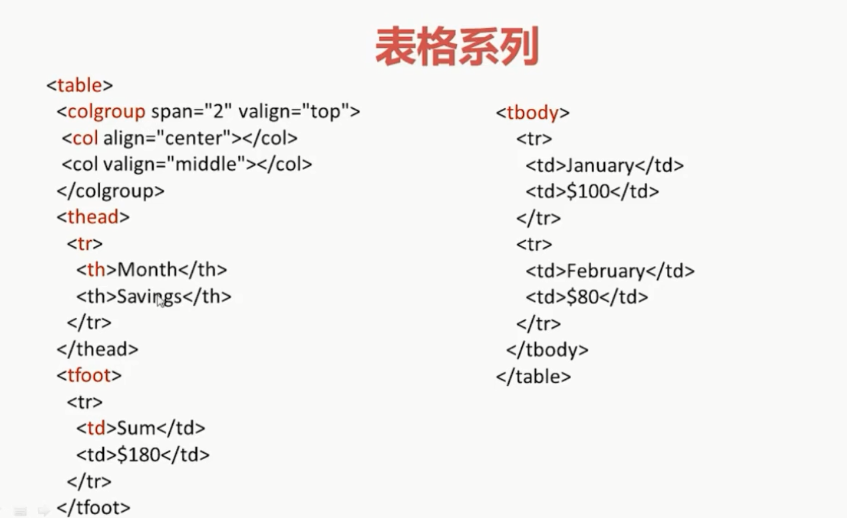 表格系列
<table>
<colgroup span="2" valign="top">
<col align="center"></col>
<col valign="middle"></col>
</colgroup>
<thead>
<tr>
<th>Month</th>
<th>Savings</th>
</tr>
</thead>
<tfoot>
<tr>
<td>Sum</td>
<td>$180</td>
</tr>
</tfoot>
<tbody>
<tr>
<td>January</td>
<td>$100</td>
</tr>
<tr>
<td>February</td>
<td>$80</td>
</tr>
</tbody>
</table>